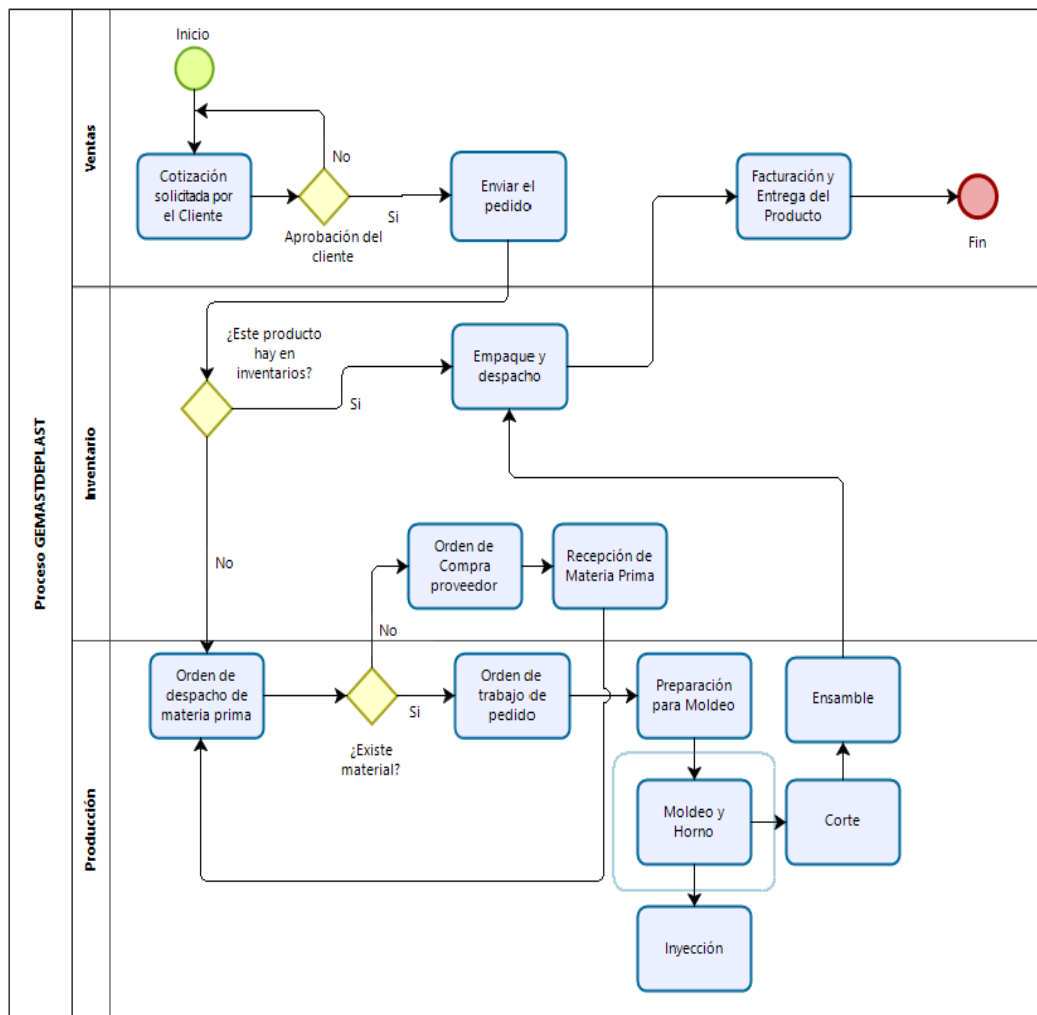 Proceso GEMASTDEPLAST
Ventas
Inicio
Cotización
solicitada por
el Cliente
No
Aprobación del
cliente
Si
Enviar el
pedido
Facturación y
Entrega del
Producto
Fin
Inventario
¿Este producto
hay en
inventarios?
Si
Empaque y
despacho
No
Orden de
Compra
proveedor
Recepción de
Materia Prima
No
Producción
Orden de
despacho de
materia prima
¿Existe
material?
Si
Orden de
trabajo de
pedido
Preparación
para Moldeo
Ensamble
Moldeo y
Horno
Corte
Inyección